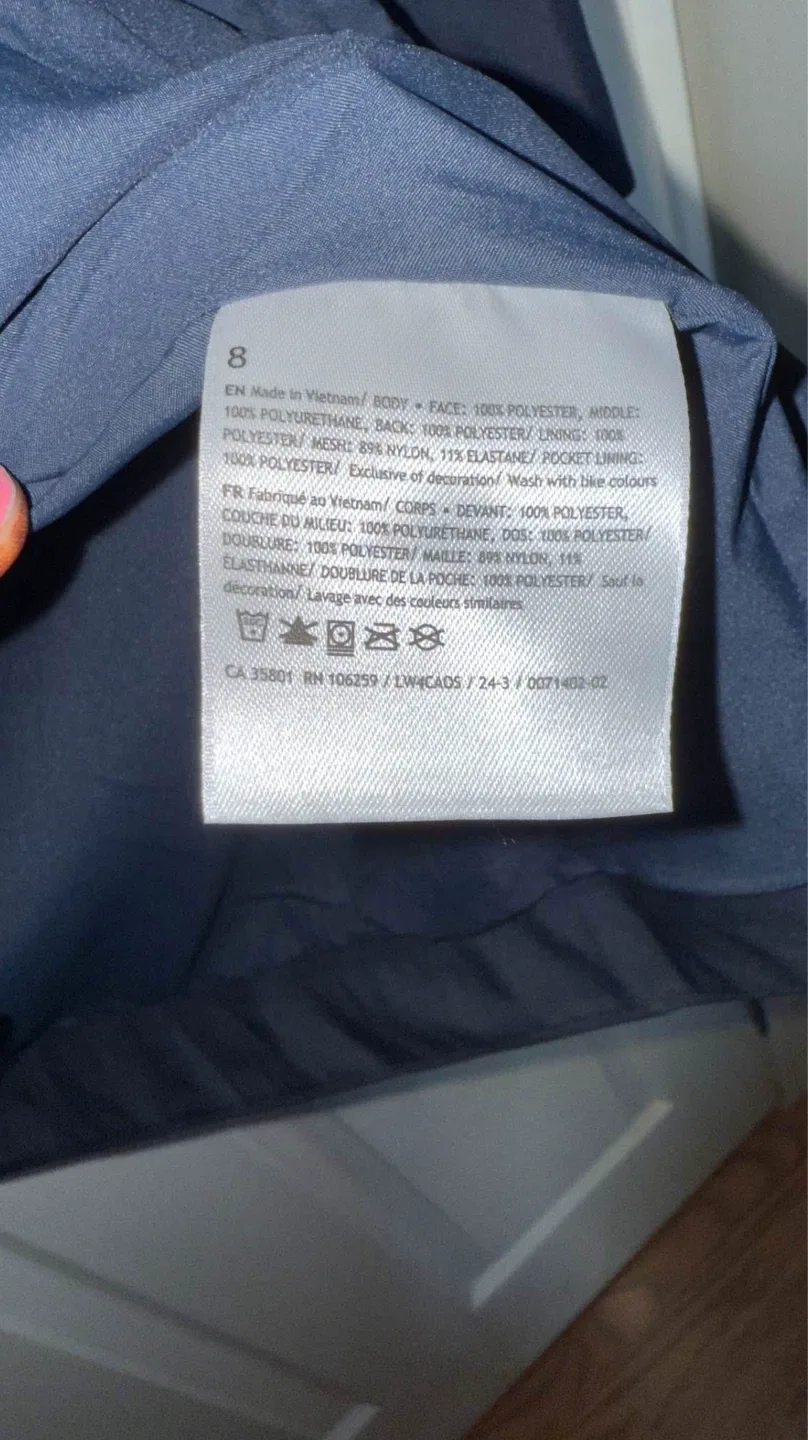 8
EN Made in Vietnam/ BODY • FACE: 100% POLYESTER, MIDDLE:
100% POLYURETHANE, BACK: 100% POLYESTER/ LINING: 100%
POLYESTER/ MESH: 89% NYLON, 11% ELASTANE/ POCKET LINING:
100% POLYESTER/ Exclusive of decoration/ Wash with like colours
FR Fabriqué au Vietnam/ CORPS • DEVANT: 100% POLYESTER,
COUCHE DU MILIEU: 100% POLYURÉTHANE, DOS: 100% POLYESTER/
DOUBLURE: 100% POLYESTER/ MAILLE: 89% NYLON, 11%
ÉLASTHANNE/ DOUBLURE DE LA POCHE: 100% POLYESTER/ Sauf la
décoration/ Lavage avec des couleurs similaires
CA 35801 RN 106259 / LW4CAOS / 24-3 / 0071402-02